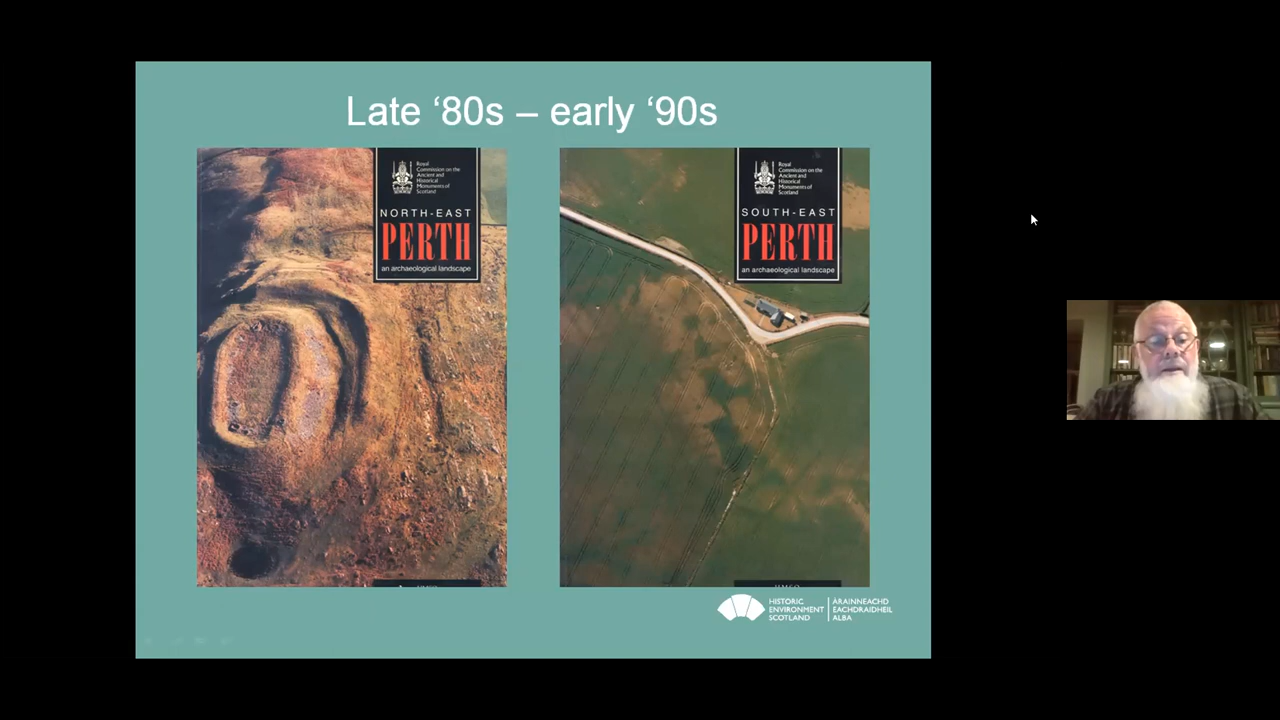 Late ‘80s – early ‘90s
Royal
Commission on the
Ancient and
Historical
Monuments of
Scotland
NORTH-EAST
PERTH
an archaeological landscape
Royal
Commission on the
Ancient and
Historical
Monuments of
Scotland
SOUTH-EAST
PERTH
an archaeological landscape
HISTORIC
ENVIRONMENT
SCOTLAND
ÀRAINNEACHD
EACHDRAIDHEIL
ALBA